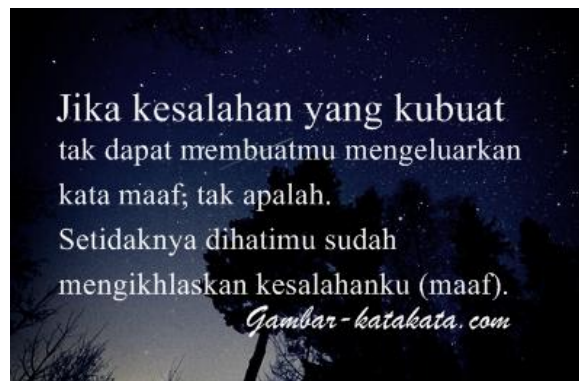 Jika kesalahan yang kubuat
tak dapat membuatmu mengeluarkan
kata maaf; tak apalah.
Setidaknya dihatimu sudah
mengikhlaskan kesalahanku (maaf).
Gambar-katakata.com